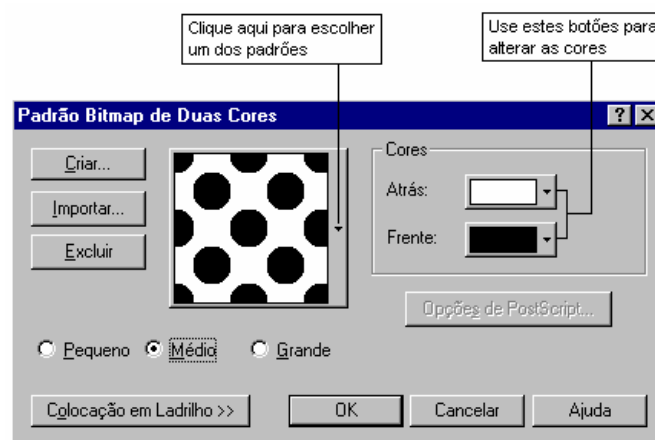 Clique aqui para escolher
um dos padrões
Use estes botões para
alterar as cores
Padrão Bitmap de Duas Cores
Criar...
Importar...
Excluir
Cores
Atrás:
Frente:
Opções de PostScript...
Pequeno
Médio
Grande
Colocação em Ladrilho >>
OK
Cancelar
Ajuda